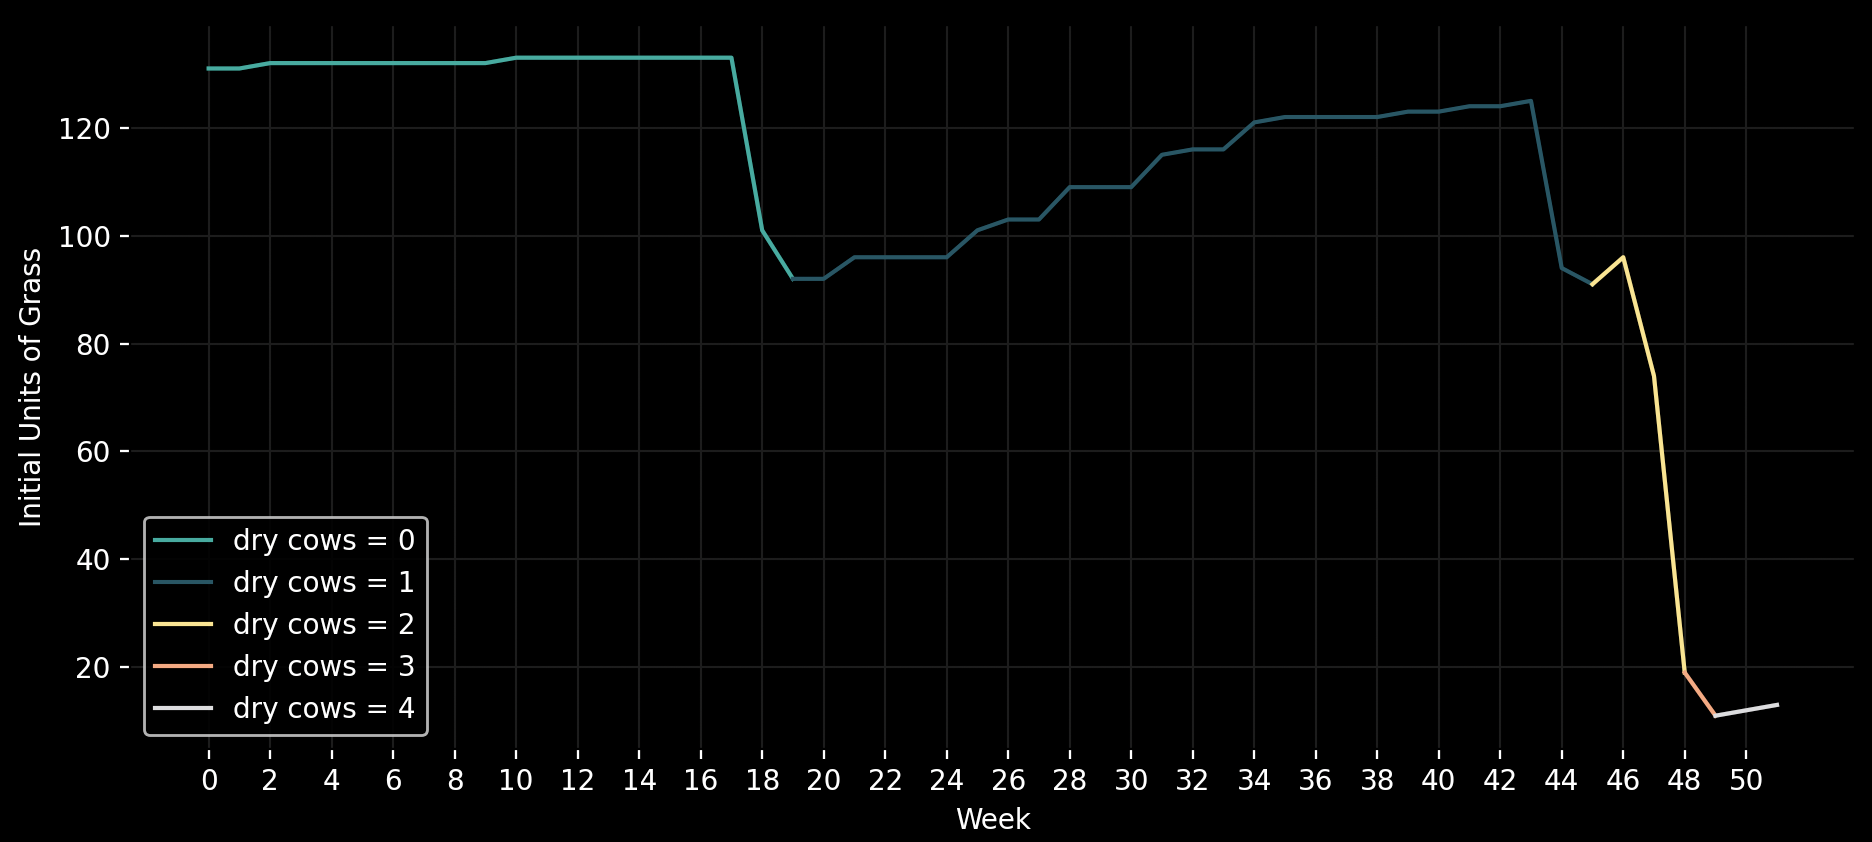 Initial Units of Grass
120
100
80
60
40
20
dry cows = 0
dry cows = 1
dry cows = 2
dry cows = 3
dry cows = 4
0 2 4 6 8 10 12 14 16 18 20 22 24 26 28 30 32 34 36 38 40 42 44 46 48 50
Week